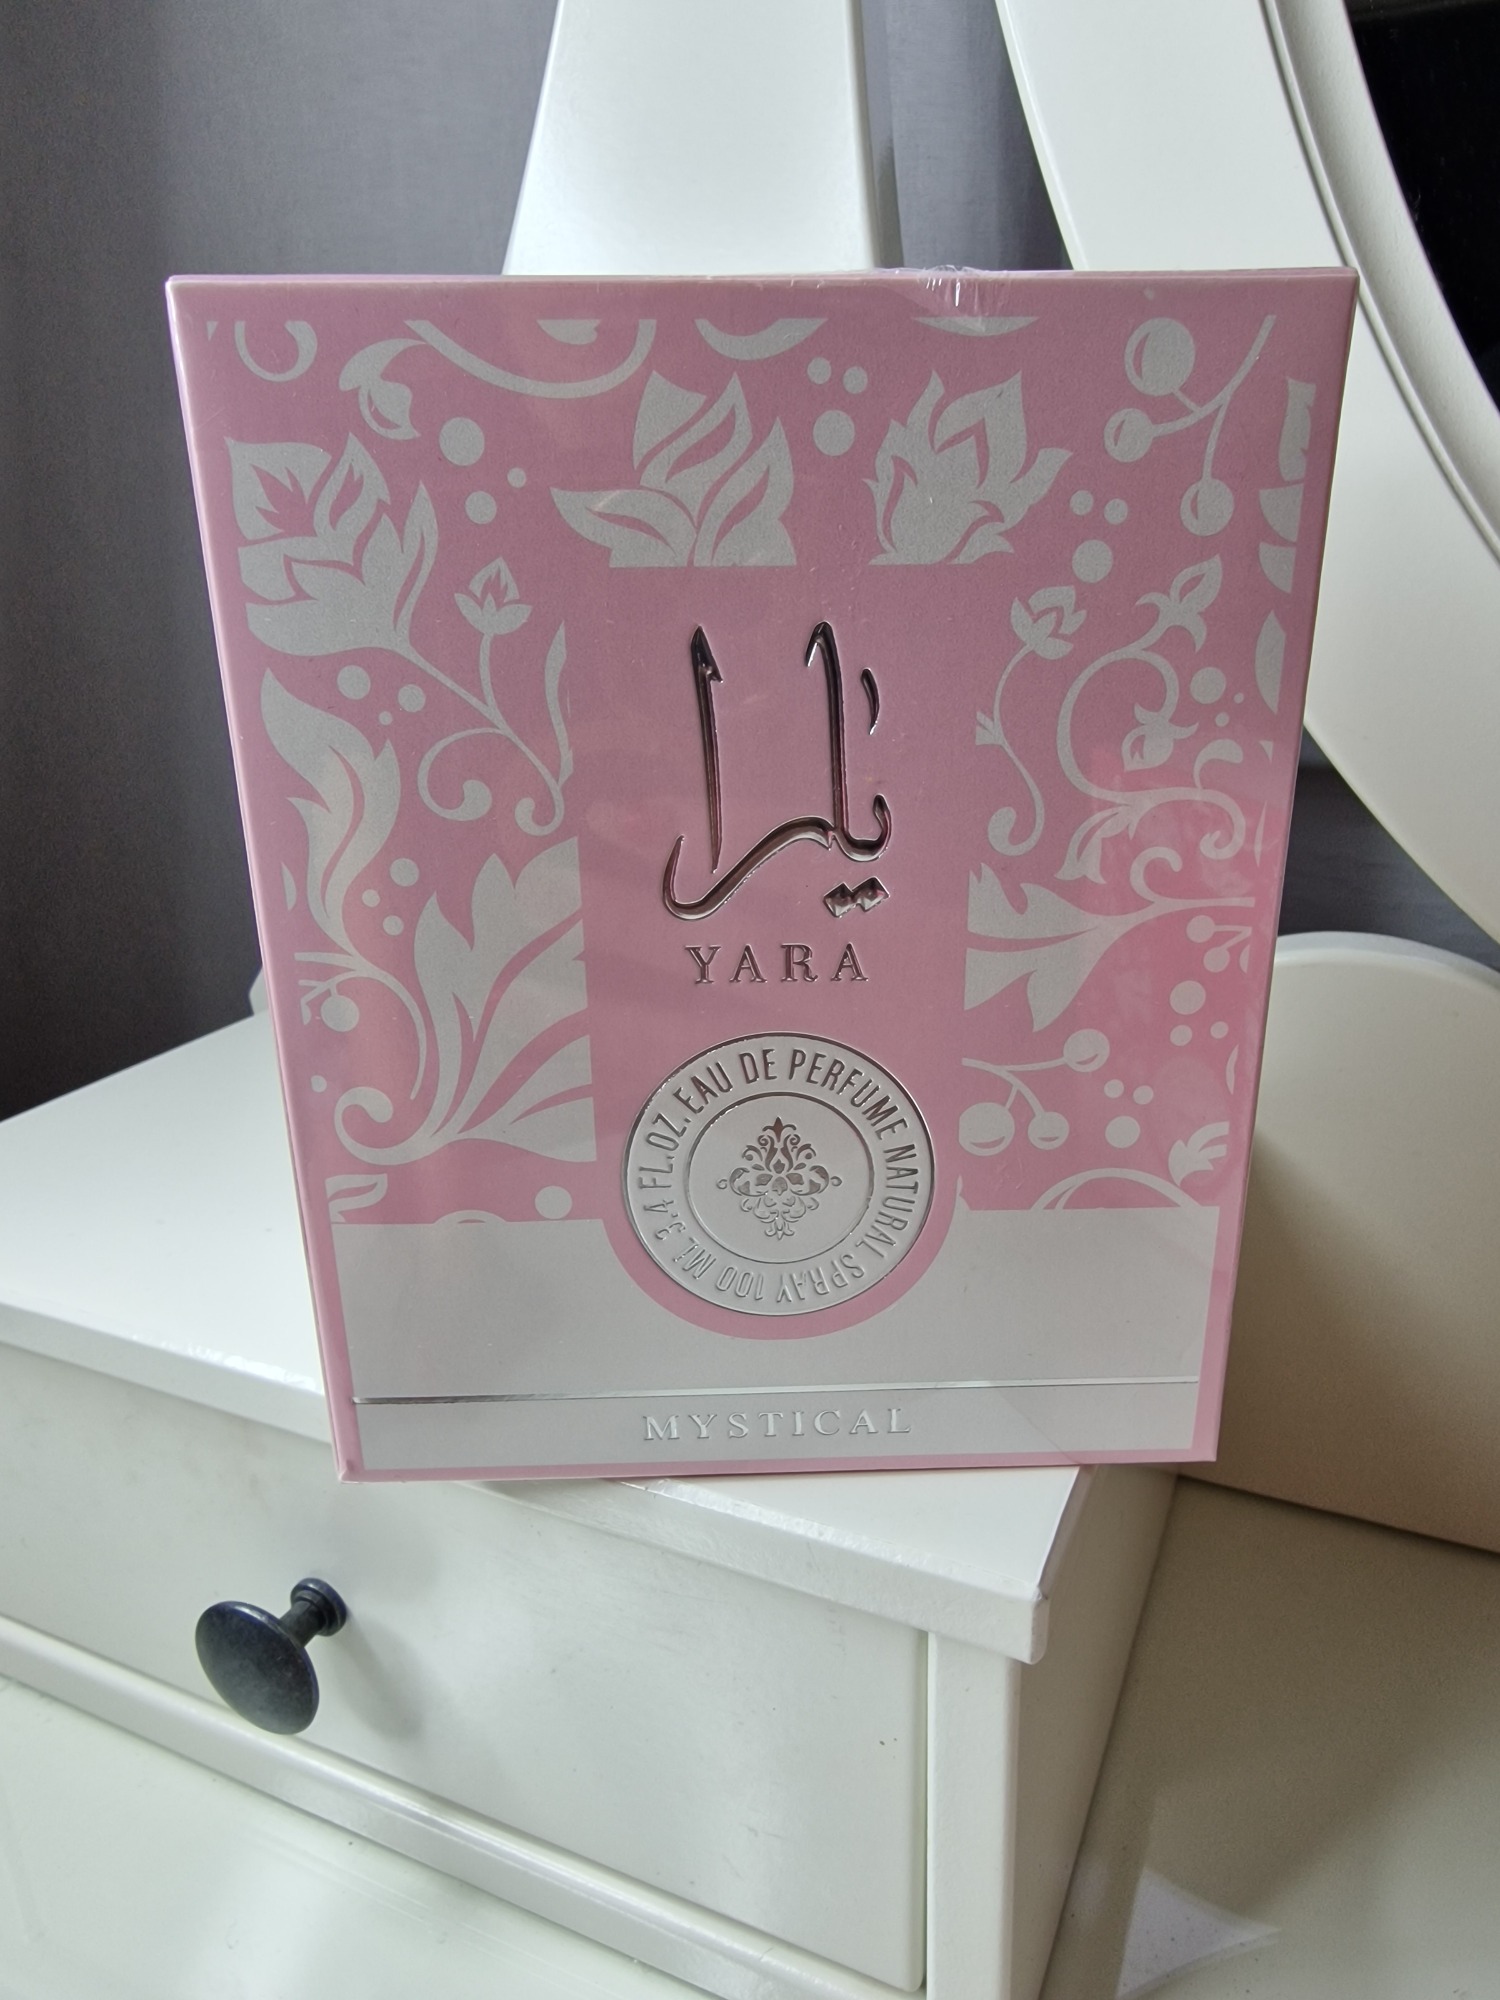 يارا
YARA
EAU DE PERFUME NATURAL SPRAY 100 ML 3.4 FL.OZ.
MYSTICAL